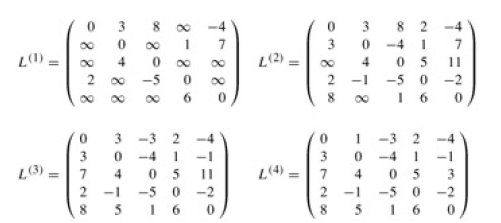 0 3 8 ∞ −4
∞ 0 ∞ 1 7
L⁽¹⁾ = ∞ 4 0 ∞ ∞
2 ∞ −5 0 ∞
∞ ∞ ∞ 6 0
0 3 8 2 −4
3 0 −4 1 7
L⁽²⁾ = ∞ 4 0 5 11
2 −1 −5 0 −2
8 ∞ 1 6 0
0 3 −3 2 −4
3 0 −4 1 −1
L⁽³⁾ = 7 4 0 5 11
2 −1 −5 0 −2
8 5 1 6 0
0 1 −3 2 −4
3 0 −4 1 −1
L⁽⁴⁾ = 7 4 0 5 3
2 −1 −5 0 −2
8 5 1 6 0